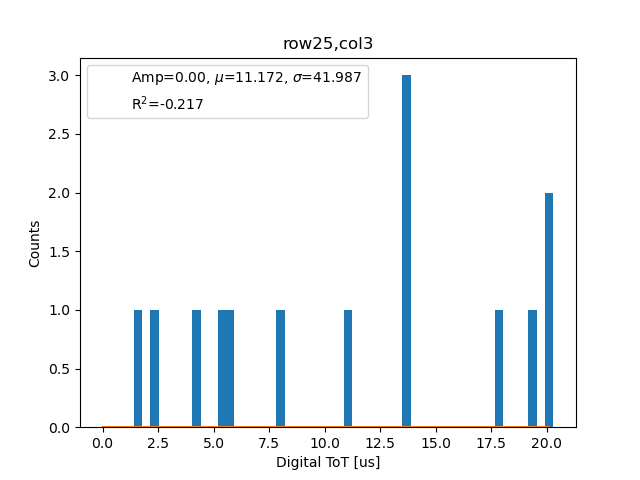 row25,col3
Amp=0.00, μ=11.172, σ=41.987
R²=-0.217
3.0
2.5
2.0
1.5
1.0
0.5
0.0
Counts
0.0 2.5 5.0 7.5 10.0 12.5 15.0 17.5 20.0
Digital ToT [us]